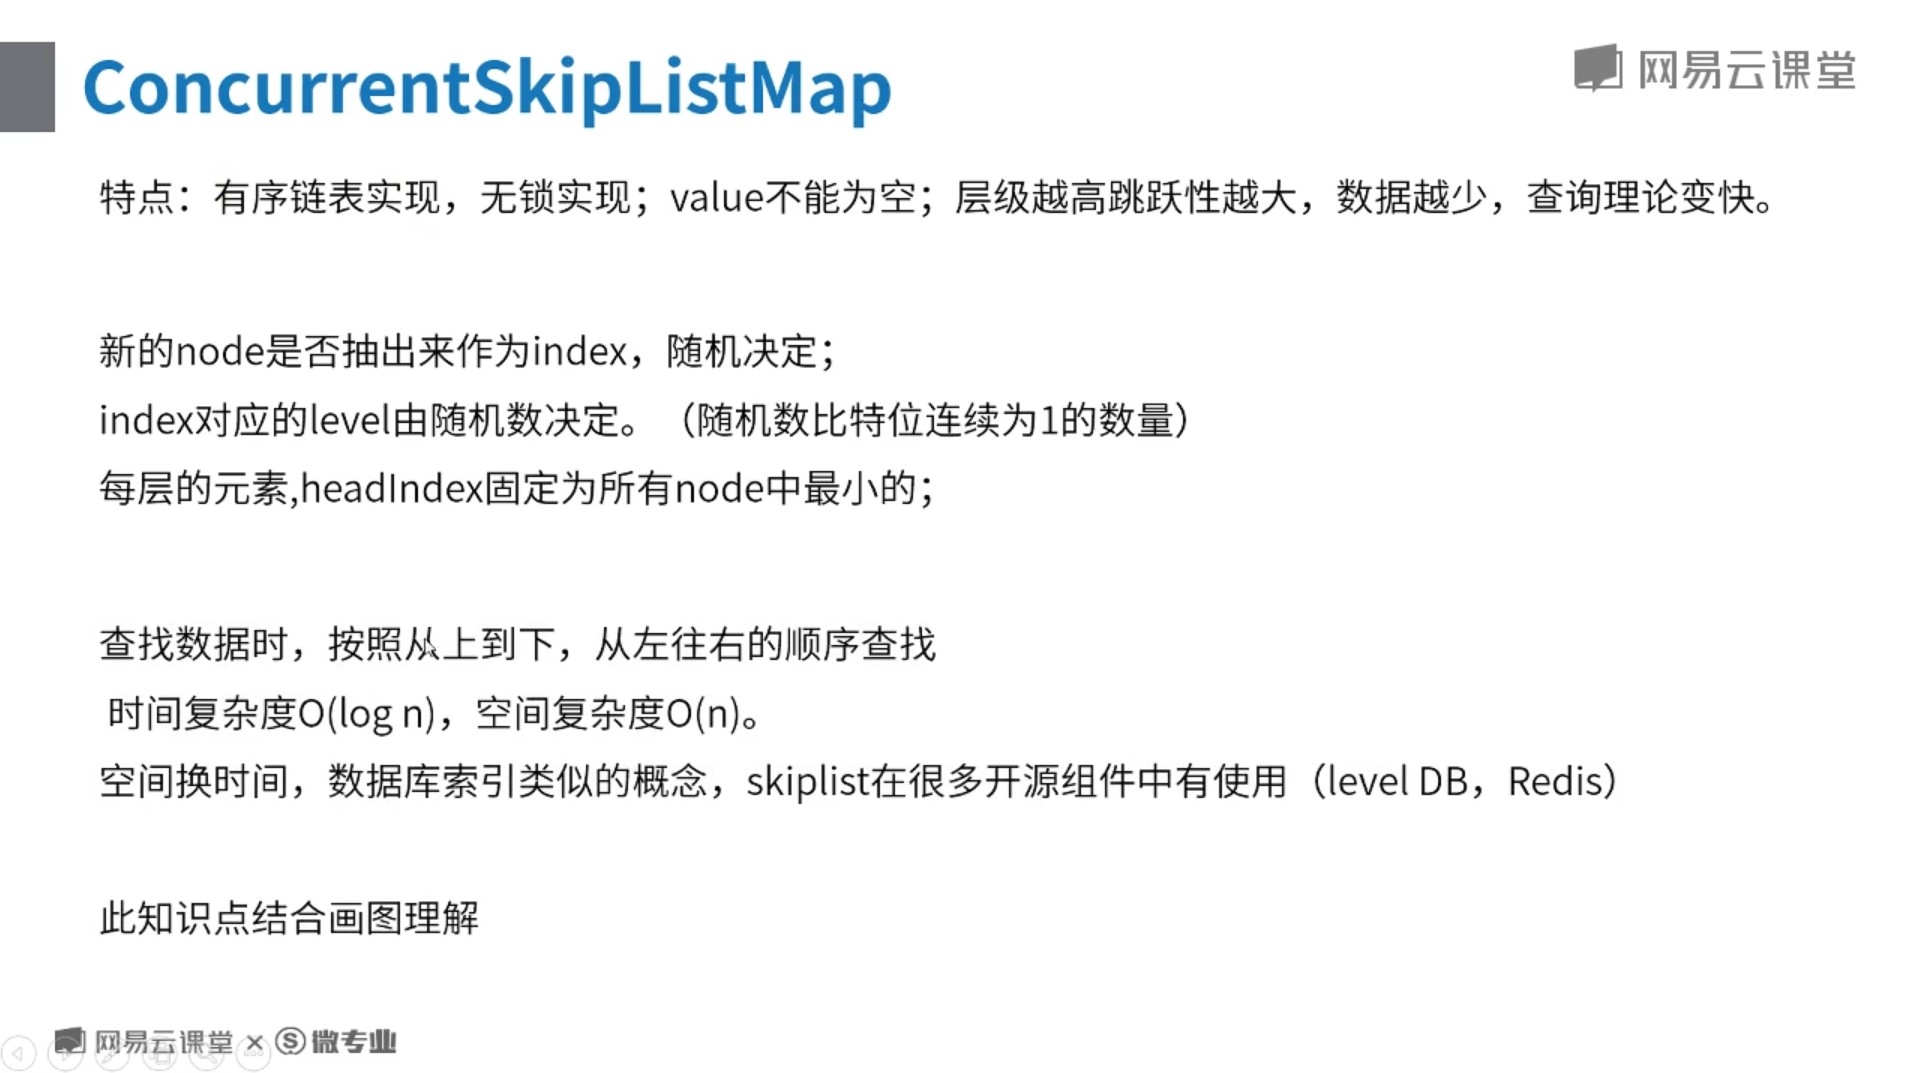 ConcurrentSkipListMap
网易云课堂
特点：有序链表实现，无锁实现；value不能为空；层级越高跳跃性越大，数据越少，查询理论变快。
新的node是否抽出来作为index，随机决定；
index对应的level由随机数决定。（随机数比特位连续为1的数量）
每层的元素,headIndex固定为所有node中最小的；
查找数据时，按照从上到下，从左往右的顺序查找
时间复杂度O(log n)，空间复杂度O(n)。
空间换时间，数据库索引类似的概念，skiplist在很多开源组件中有使用（level DB，Redis）
此知识点结合画图理解
网易云课堂 × S 微专业